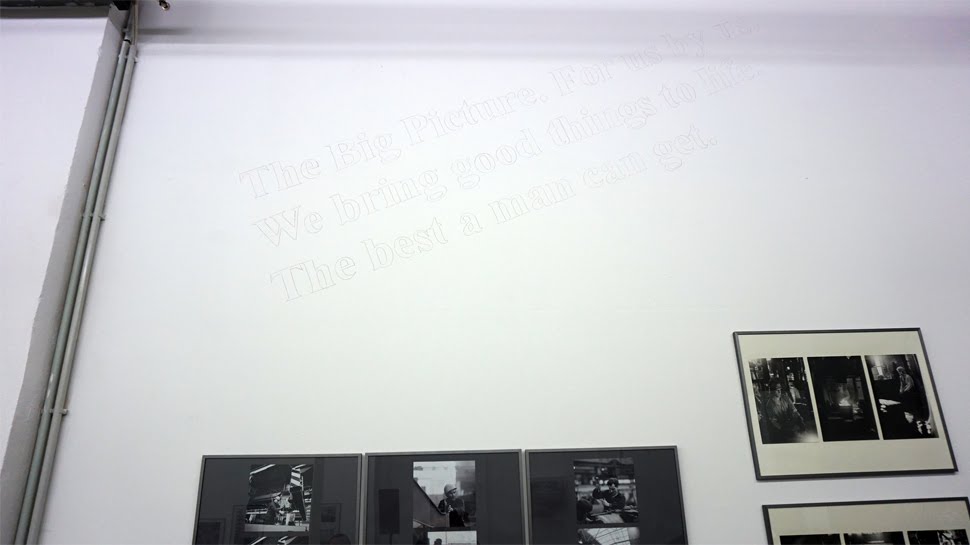 The Big Picture. For us by us.
We bring good things to life.
The best a man can get.